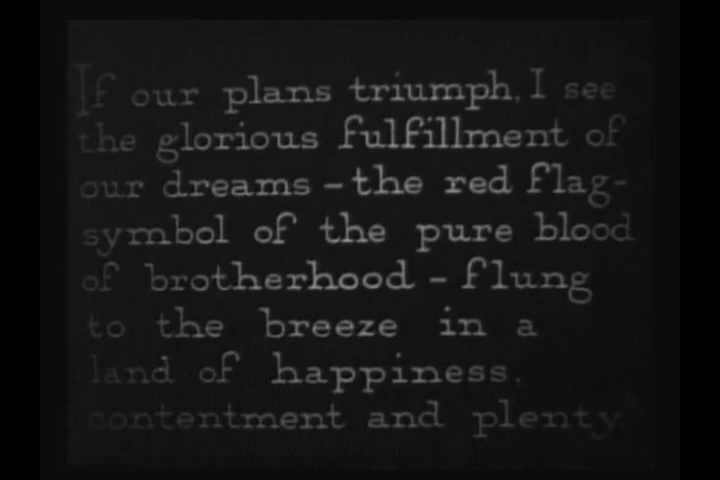 If our plans triumph, I see
the glorious fulfillment of
our dreams - the red flag -
symbol of the pure blood
of brotherhood - flung
to the breeze in a
land of happiness,
contentment and plenty."